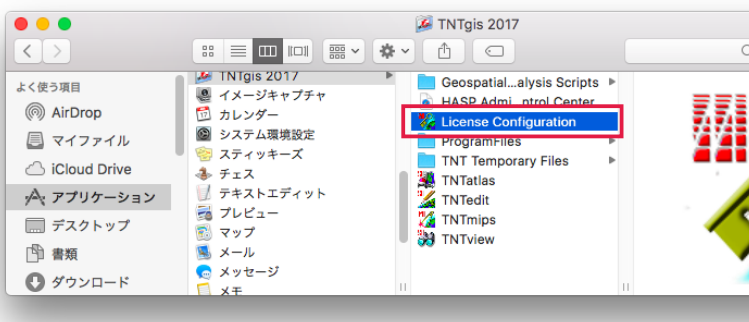 TNTgis 2017
よく使う項目
AirDrop
マイファイル
iCloud Drive
アプリケーション
デスクトップ
書類
ダウンロード
TNTgis 2017
イメージキャプチャ
カレンダー
システム環境設定
スティッキーズ
チェス
テキストエディット
プレビュー
マップ
メール
メッセージ
メモ
Geospatial...alysis Scripts
HASP Admi...ntrol Center
License Configuration
ProgramFiles
TNT Temporary Files
TNTatlas
TNTedit
TNTmips
TNTview